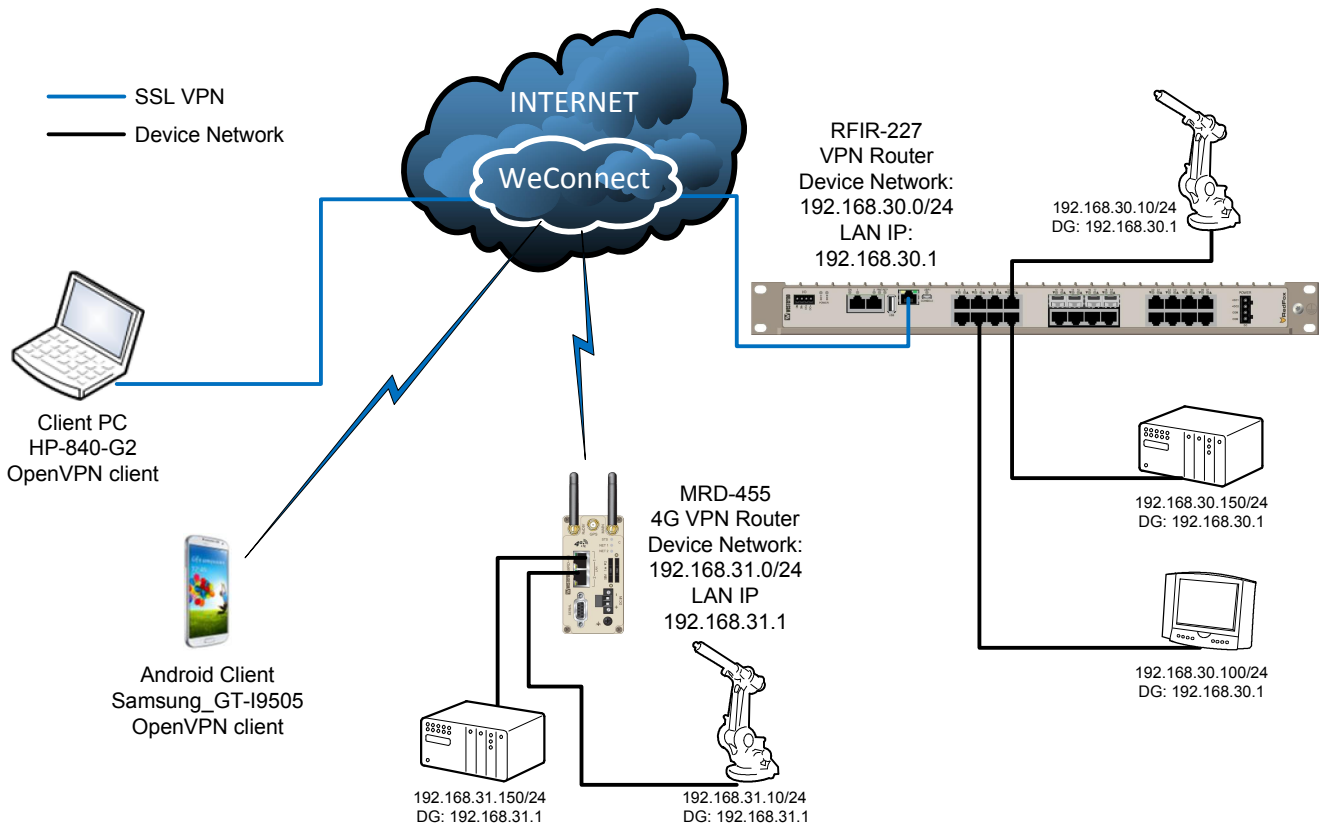 SSL VPN
Device Network
INTERNET
WeConnect
RFIR-227
VPN Router
Device Network:
192.168.30.0/24
LAN IP:
192.168.30.1
192.168.30.10/24
DG: 192.168.30.1
RedFox
Client PC
HP-840-G2
OpenVPN client
192.168.30.150/24
DG: 192.168.30.1
MRD-455
4G VPN Router
Device Network:
192.168.31.0/24
LAN IP
192.168.31.1
192.168.30.100/24
DG: 192.168.30.1
Android Client
Samsung_GT-I9505
OpenVPN client
192.168.31.150/24
DG: 192.168.31.1
192.168.31.10/24
DG: 192.168.31.1